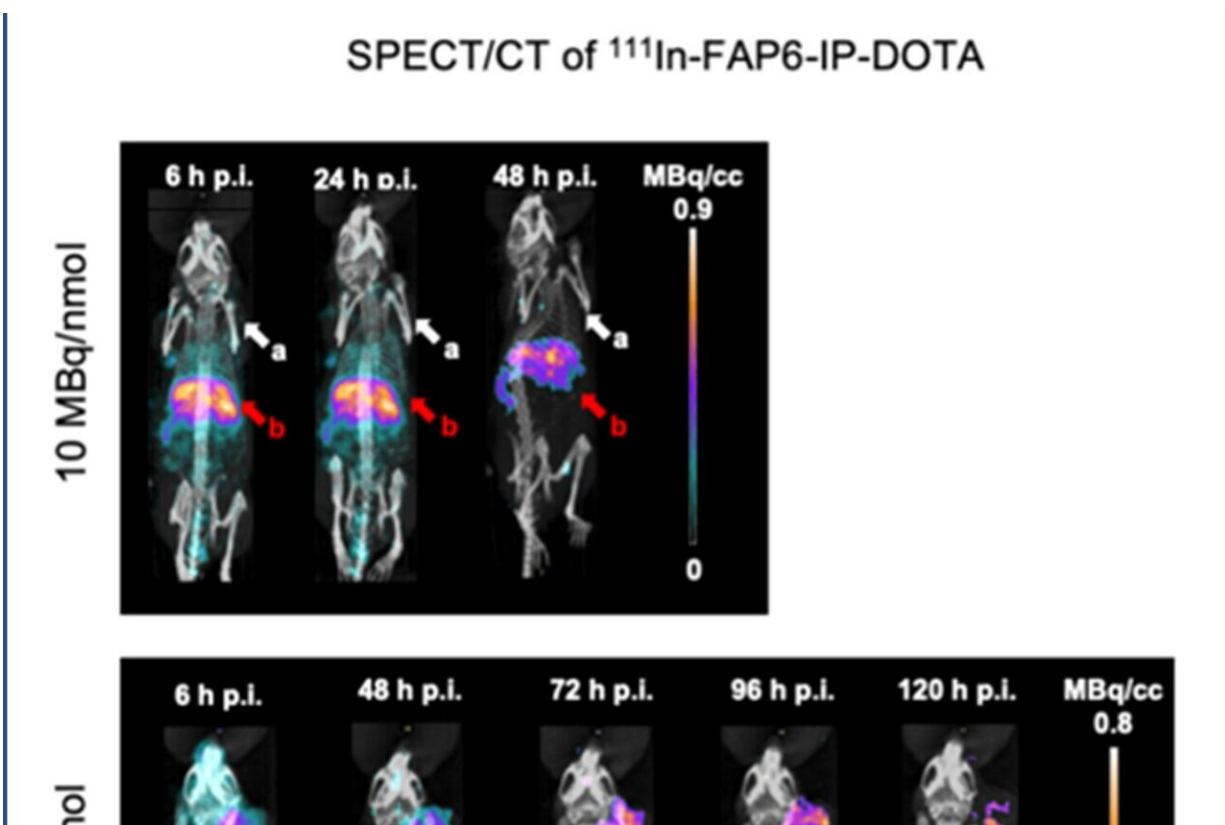 SPECT/CT of ¹¹¹In-FAP6-IP-DOTA
6 h p.i. 24 h p.i. 48 h p.i. MBq/cc
0.9
10 MBq/nmol
a a a
b b b
0
6 h p.i. 48 h p.i. 72 h p.i. 96 h p.i. 120 h p.i. MBq/cc
0.8